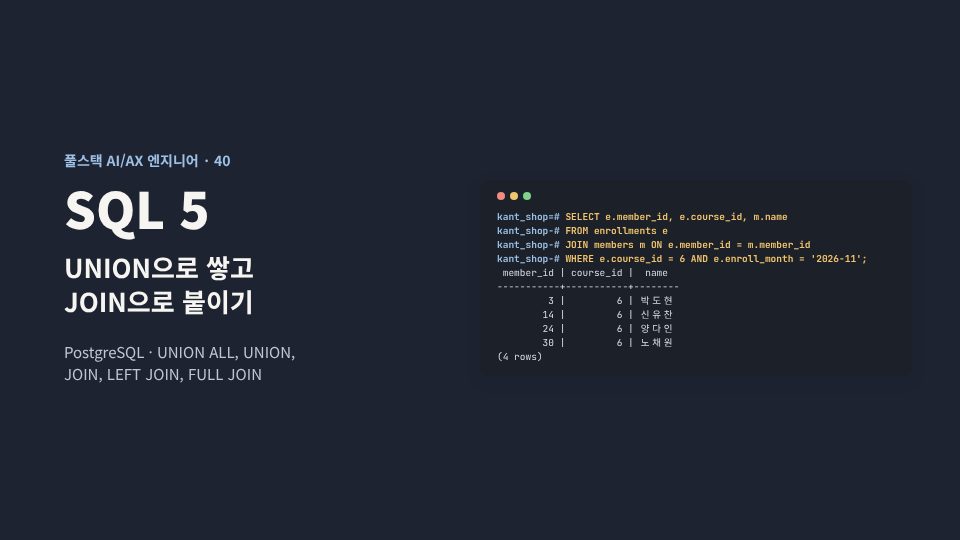 풀스택 AI/AX 엔지니어 · 40
SQL 5
UNION으로 쌓고
JOIN으로 붙이기
PostgreSQL · UNION ALL, UNION,
JOIN, LEFT JOIN, FULL JOIN
kant_shop=# SELECT e.member_id, e.course_id, m.name
kant_shop-# FROM enrollments e
kant_shop-# JOIN members m ON e.member_id = m.member_id
kant_shop-# WHERE e.course_id = 6 AND e.enroll_month = '2026-11';
 member_id | course_id |  name
-----------+-----------+--------
         3 |         6 | 박도현
        14 |         6 | 신유찬
        24 |         6 | 양다인
        30 |         6 | 노채원
(4 rows)